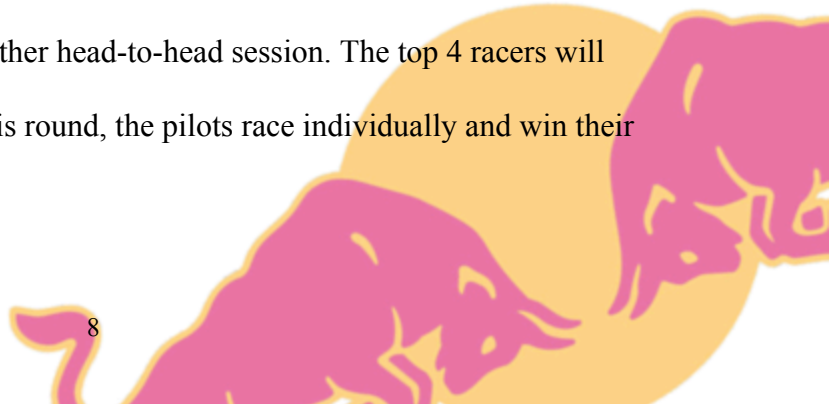 ther head-to-head session. The top 4 racers will
is round, the pilots race individually and win their
8